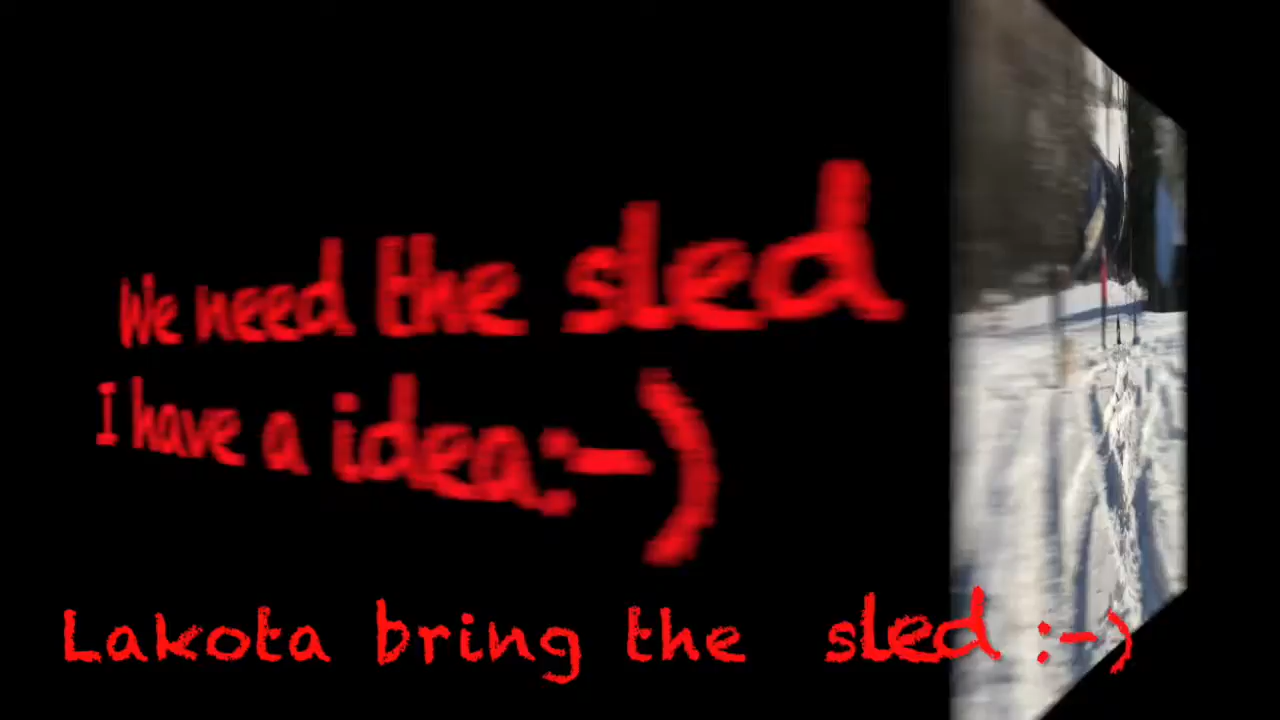 We need the sled
I have a idea:-)
Lakota bring the sled :-)